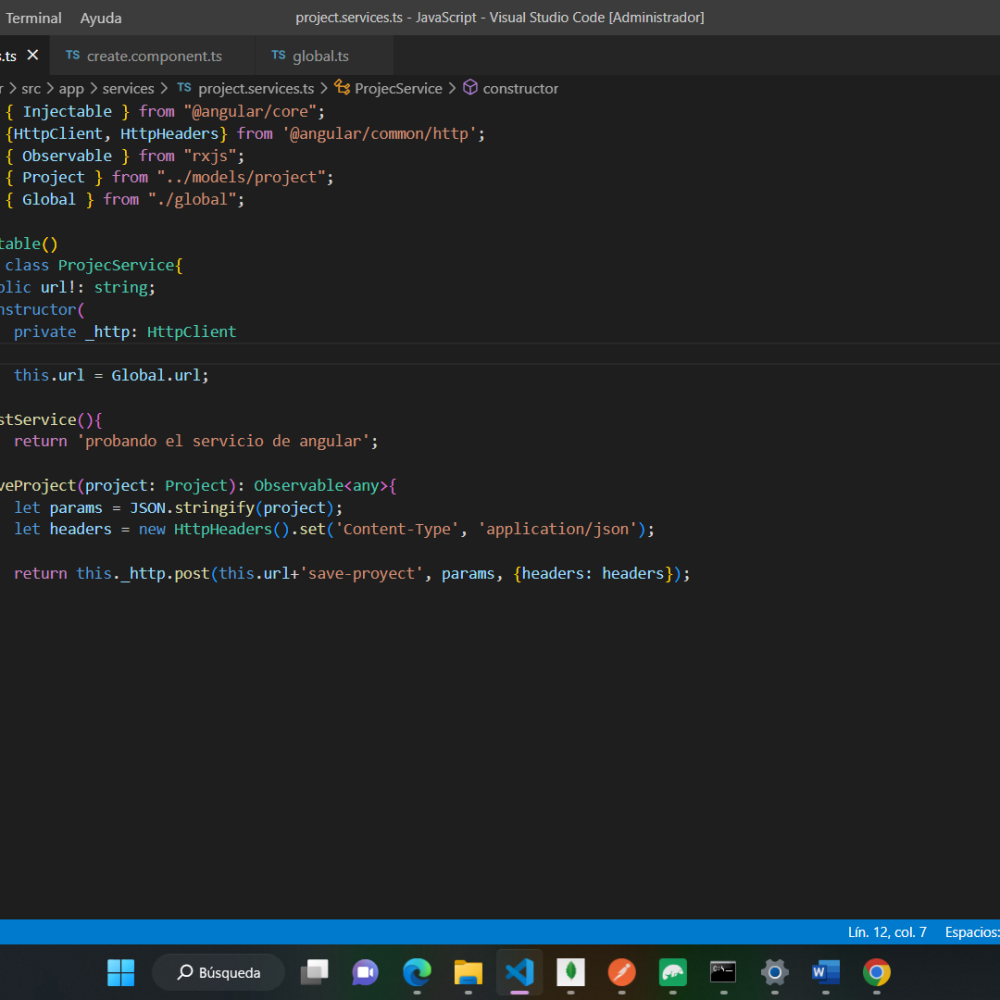 Terminal Ayuda project.services.ts - JavaScript - Visual Studio Code [Administrador]
.ts × TS create.component.ts TS global.ts
r > src > app > services > TS project.services.ts > ProjecService > constructor
{ Injectable } from "@angular/core";
{HttpClient, HttpHeaders} from '@angular/common/http';
{ Observable } from "rxjs";
{ Project } from "../models/project";
{ Global } from "./global";
table()
class ProjecService{
blic url!: string;
nstructor(
private _http: HttpClient
this.url = Global.url;
stService(){
return 'probando el servicio de angular';
veProject(project: Project): Observable<any>{
let params = JSON.stringify(project);
let headers = new HttpHeaders().set('Content-Type', 'application/json');
return this._http.post(this.url+'save-proyect', params, {headers: headers});
Lín. 12, col. 7 Espacios:
Búsqueda